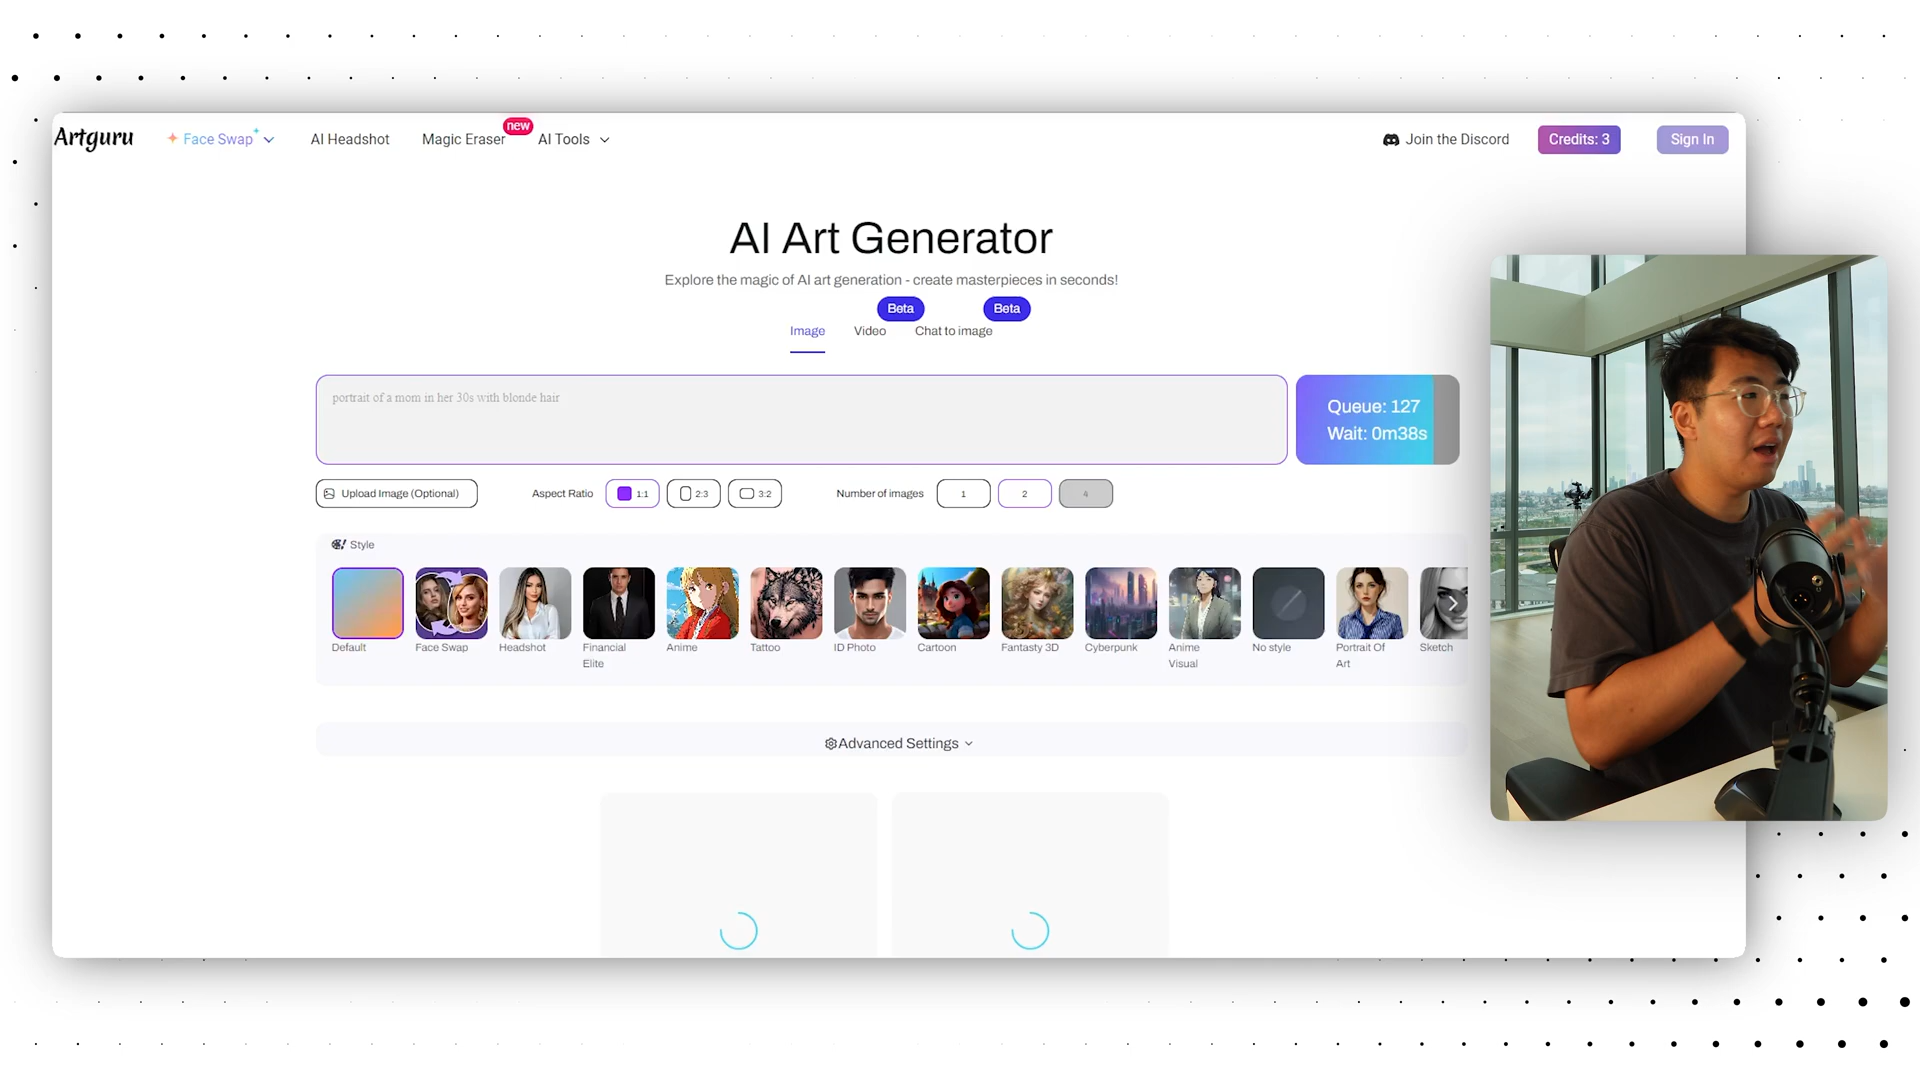 Artguru
Face Swap
AI Headshot
Magic Eraser
new
AI Tools
Join the Discord
Credits: 3
Sign In
AI Art Generator
Explore the magic of AI art generation - create masterpieces in seconds!
Beta
Beta
Image
Video
Chat to image
portrait of a mom in her 30s with blonde hair
Queue: 127
Wait: 0m38s
Upload Image (Optional)
Aspect Ratio
1:1
2:3
3:2
Number of images
1
2
4
Style
Default
Face Swap
Headshot
Financial
Elite
Anime
Tattoo
ID Photo
Cartoon
Fantasty 3D
Cyberpunk
Anime
Visual
No style
Portrait Of
Art
Sketch
Advanced Settings